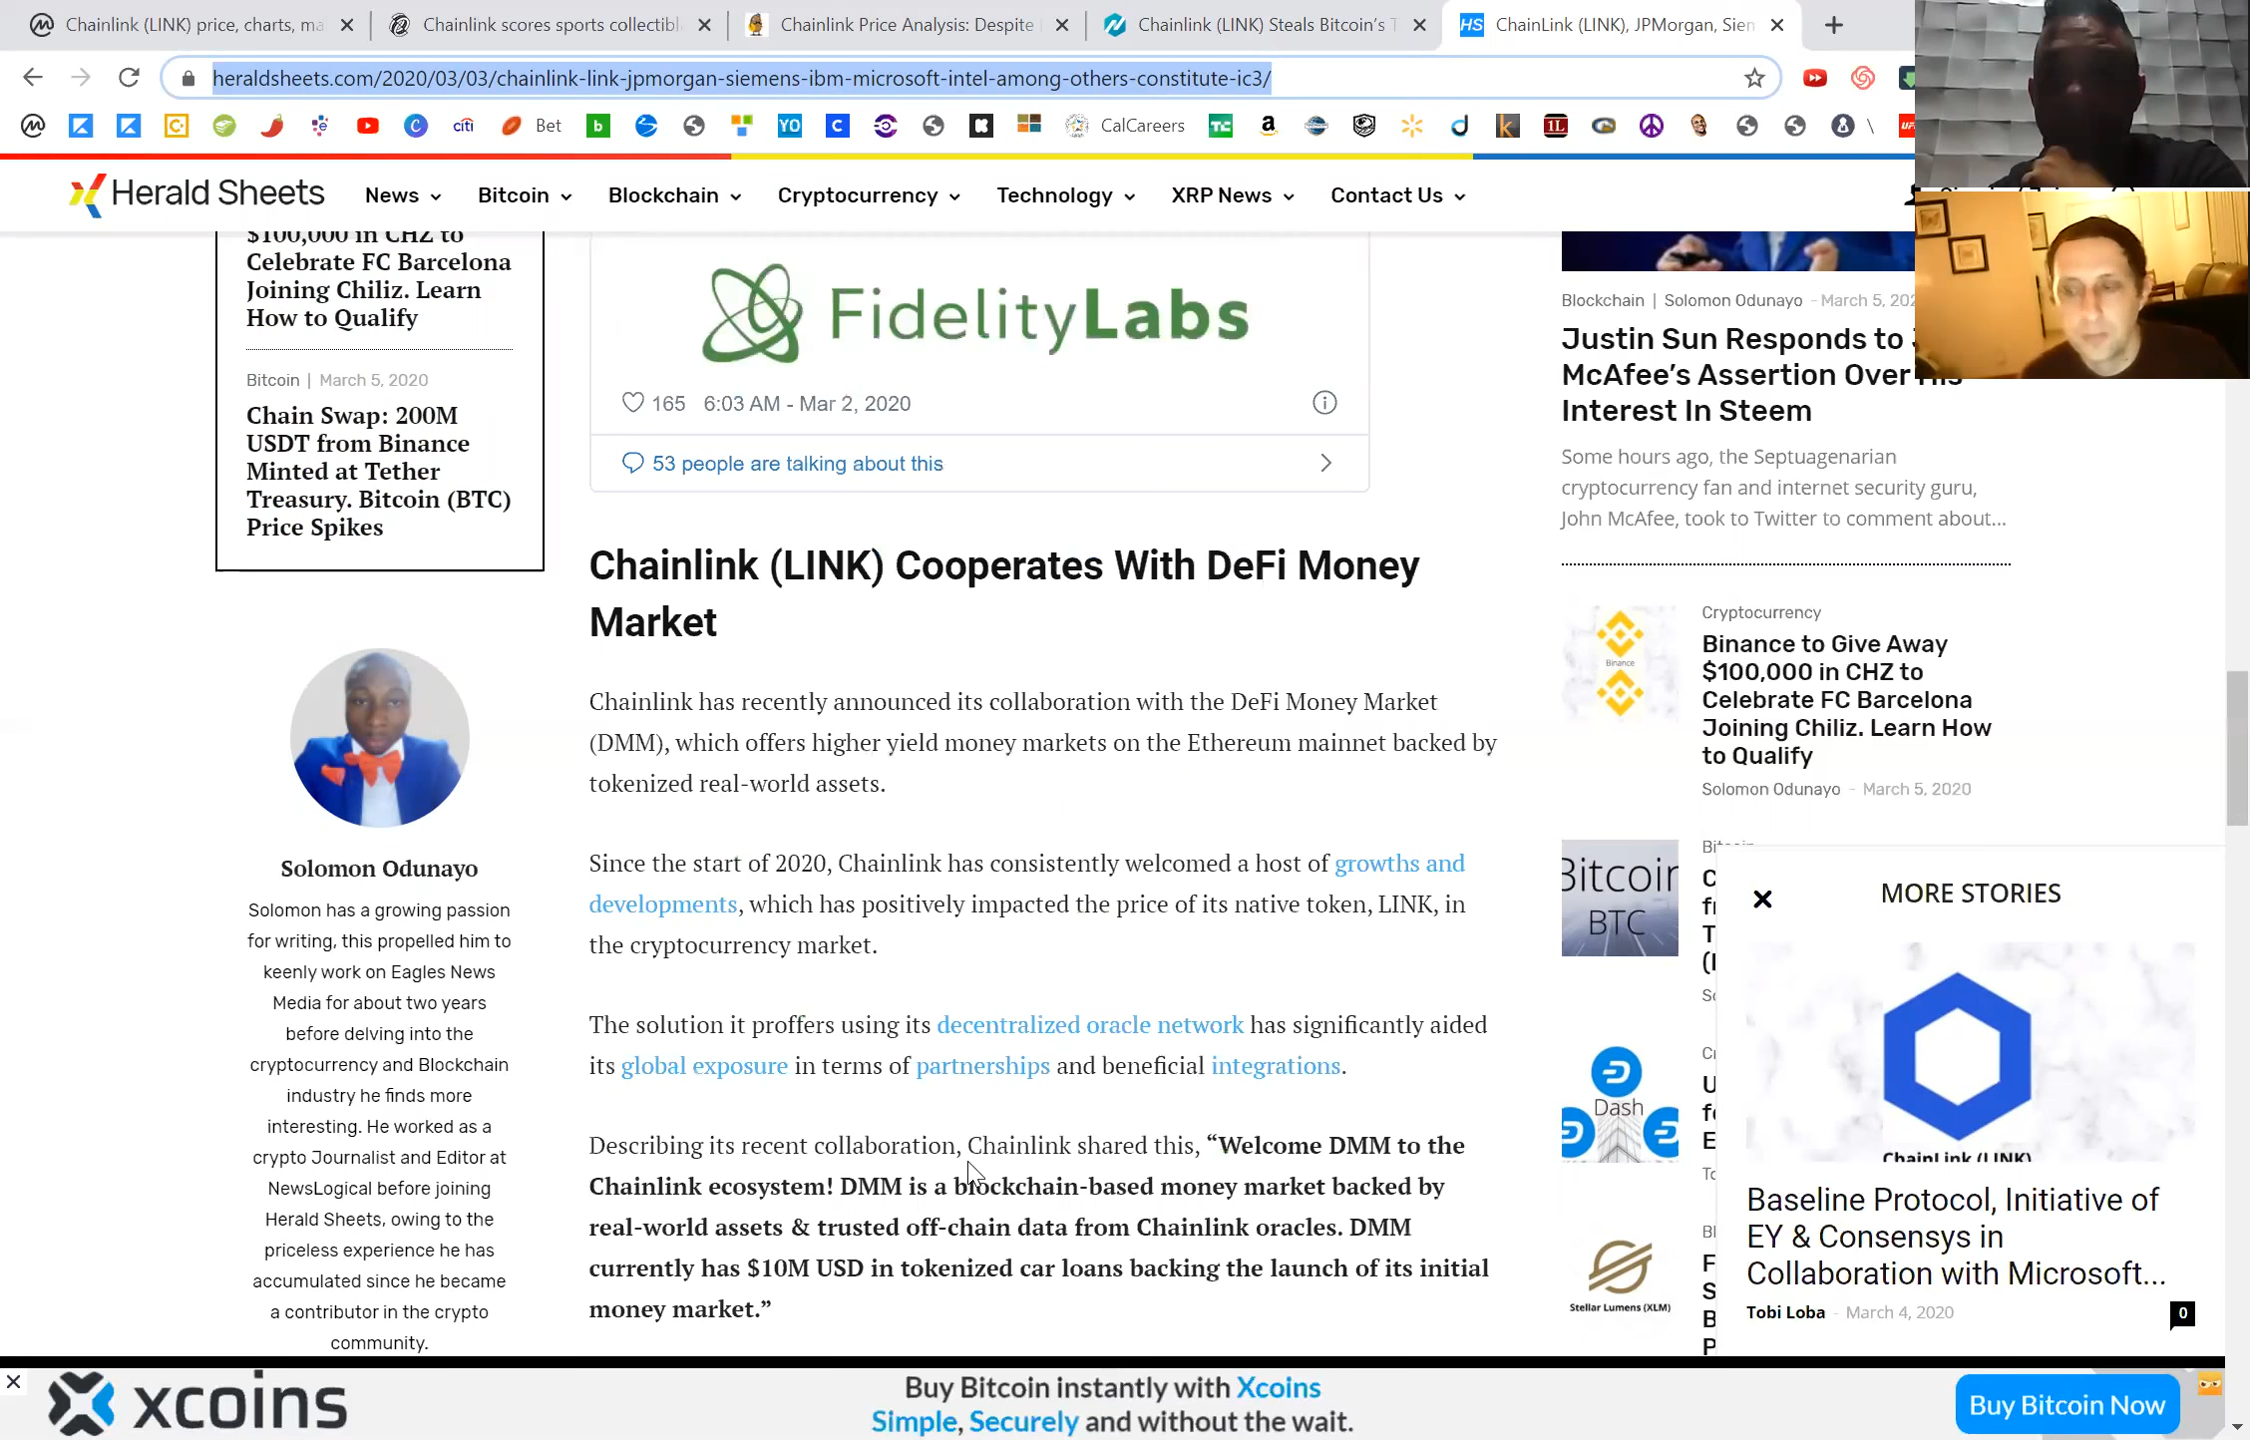 Chainlink (LINK) price, charts, ma
Chainlink scores sports collectibl
Chainlink Price Analysis: Despite
Chainlink (LINK) Steals Bitcoin's T
HS ChainLink (LINK), JPMorgan, Sien
heraldsheets.com/2020/03/03/chainlink-link-jpmorgan-siemens-ibm-microsoft-intel-among-others-constitute-ic3/
citi
Bet
b
YO
C
CalCareers
TC
a
d
k
1L
Herald Sheets
News
Bitcoin
Blockchain
Cryptocurrency
Technology
XRP News
Contact Us
$100,000 in CHZ to
Celebrate FC Barcelona
Joining Chiliz. Learn
How to Qualify
Bitcoin | March 5, 2020
Chain Swap: 200M
USDT from Binance
Minted at Tether
Treasury. Bitcoin (BTC)
Price Spikes
Solomon Odunayo
Solomon has a growing passion
for writing, this propelled him to
keenly work on Eagles News
Media for about two years
before delving into the
cryptocurrency and Blockchain
industry he finds more
interesting. He worked as a
crypto Journalist and Editor at
NewsLogical before joining
Herald Sheets, owing to the
priceless experience he has
accumulated since he became
a contributor in the crypto
community.
FidelityLabs
165 6:03 AM - Mar 2, 2020
53 people are talking about this
Chainlink (LINK) Cooperates With DeFi Money
Market
Chainlink has recently announced its collaboration with the DeFi Money Market
(DMM), which offers higher yield money markets on the Ethereum mainnet backed by
tokenized real-world assets.
Since the start of 2020, Chainlink has consistently welcomed a host of growths and
developments, which has positively impacted the price of its native token, LINK, in
the cryptocurrency market.
The solution it proffers using its decentralized oracle network has significantly aided
its global exposure in terms of partnerships and beneficial integrations.
Describing its recent collaboration, Chainlink shared this, “Welcome DMM to the
Chainlink ecosystem! DMM is a blockchain-based money market backed by
real-world assets & trusted off-chain data from Chainlink oracles. DMM
currently has $10M USD in tokenized car loans backing the launch of its initial
money market.”
Blockchain | Solomon Odunayo - March 5, 202
Justin Sun Responds to
McAfee’s Assertion Over His
Interest In Steem
Some hours ago, the Septuagenarian
cryptocurrency fan and internet security guru,
John McAfee, took to Twitter to comment about...
Binance
Cryptocurrency
Binance to Give Away
$100,000 in CHZ to
Celebrate FC Barcelona
Joining Chiliz. Learn How
to Qualify
Solomon Odunayo - March 5, 2020
Bitcoin
BTC
Dash
Stellar Lumens (XLM)
MORE STORIES
ChainLink (LINK)
Baseline Protocol, Initiative of
EY & Consensys in
Collaboration with Microsoft...
Tobi Loba - March 4, 2020
0
xcoins
Buy Bitcoin instantly with Xcoins
Simple, Securely and without the wait.
Buy Bitcoin Now